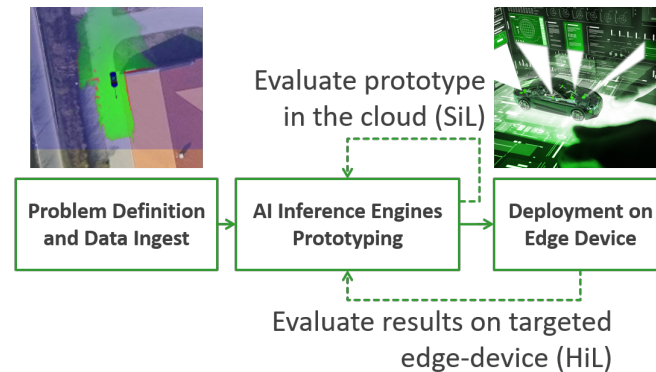 Evaluate prototype
in the cloud (SiL)
Problem Definition
and Data Ingest
AI Inference Engines
Prototyping
Deployment on
Edge Device
Evaluate results on targeted
edge-device (HiL)